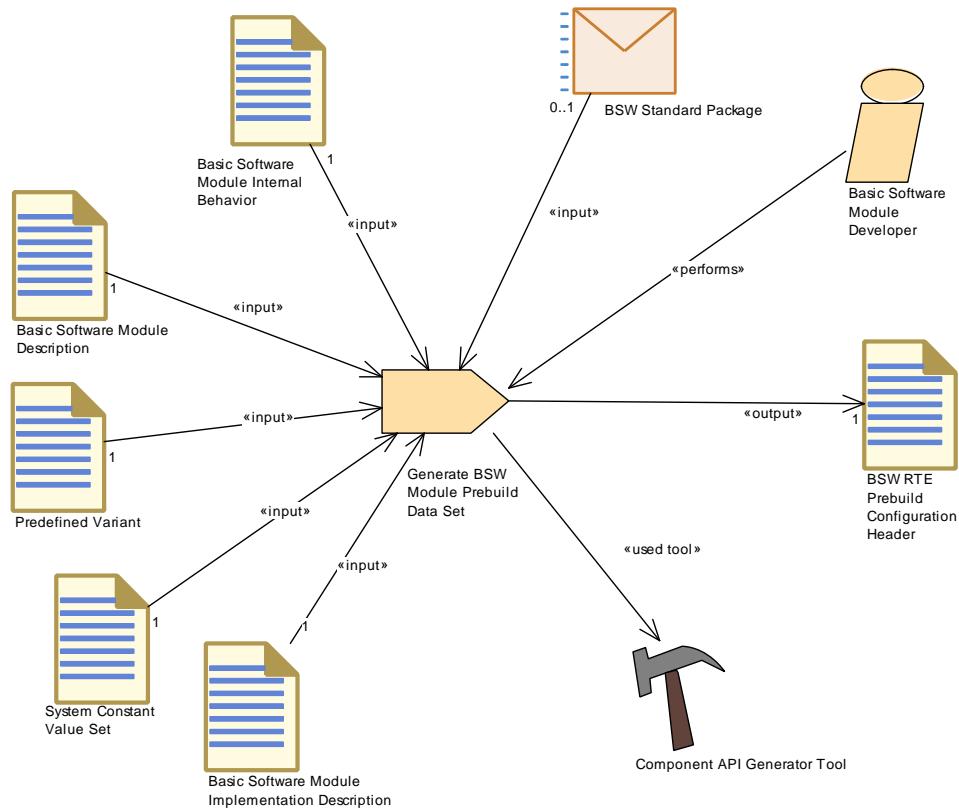 0..1
BSW Standard Package
1
Basic Software
Module Internal
Behavior
Basic Software
Module
Developer
«input»
«input»
«performs»
1
«input»
Basic Software Module
Description
«input»
«output»
1
1
Predefined Variant
Generate BSW
Module Prebuild
Data Set
BSW RTE
Prebuild
Configuration
Header
«input»
«used tool»
«input»
1
1
System Constant
Value Set
Basic Software Module
Implementation Description
Component API Generator Tool